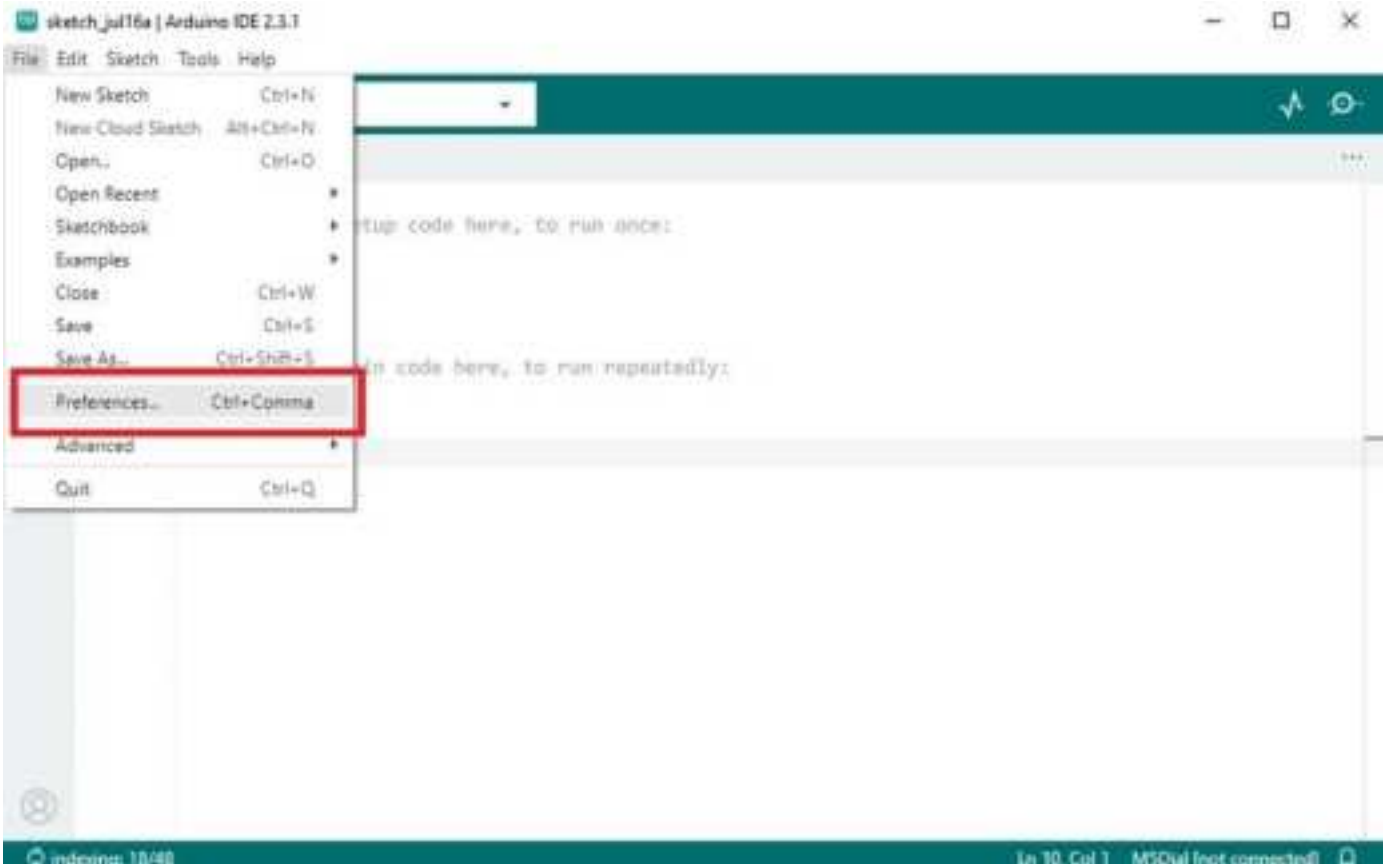 sketch_jul16a | Arduino IDE 2.3.1
File Edit Sketch Tools Help
New Sketch Ctrl+N
New Cloud Sketch Alt+Ctrl+N
Open... Ctrl+O
Open Recent
Sketchbook
Examples
Close Ctrl+W
Save Ctrl+S
Save As... Ctrl+Shift+S
Preferences... Ctrl+Comma
Advanced
Quit Ctrl+Q
tup code here, to run once:
in code here, to run repeatedly:
indexing: 18/48
Ln 10, Col 1 M5Dial [not connected]